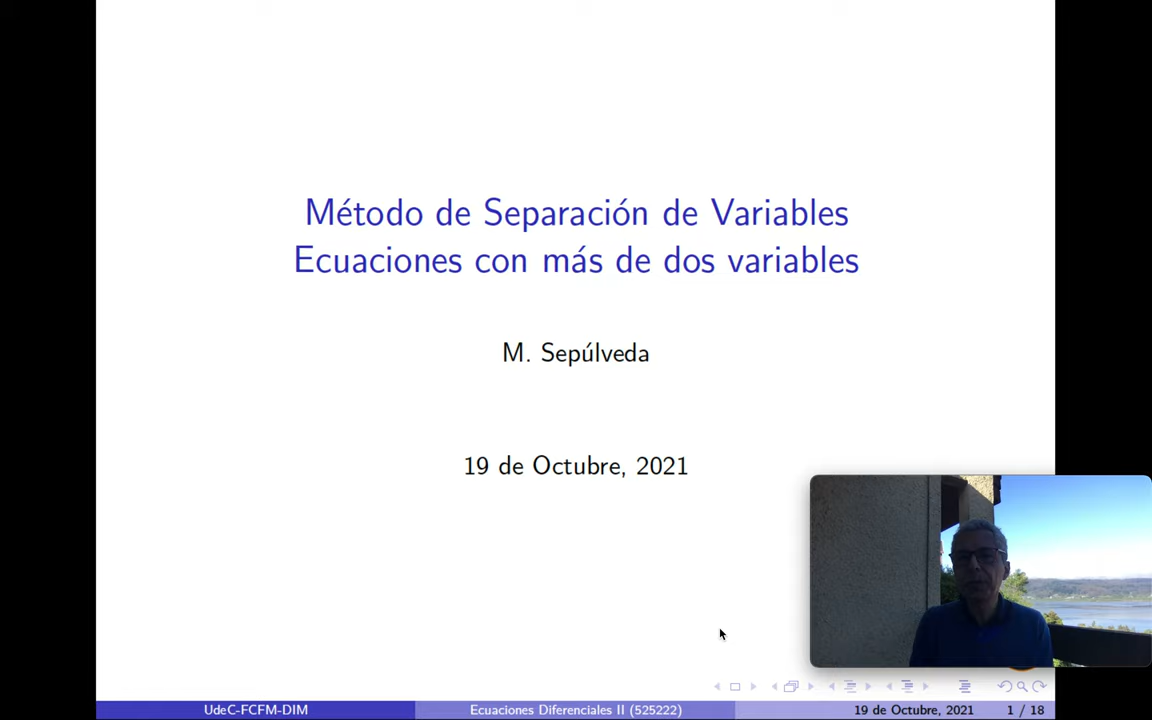 Método de Separación de Variables
Ecuaciones con más de dos variables
M. Sepúlveda
19 de Octubre, 2021
UdeC-FCFM-DIM
Ecuaciones Diferenciales II (525222)
19 de Octubre, 2021
1 / 18